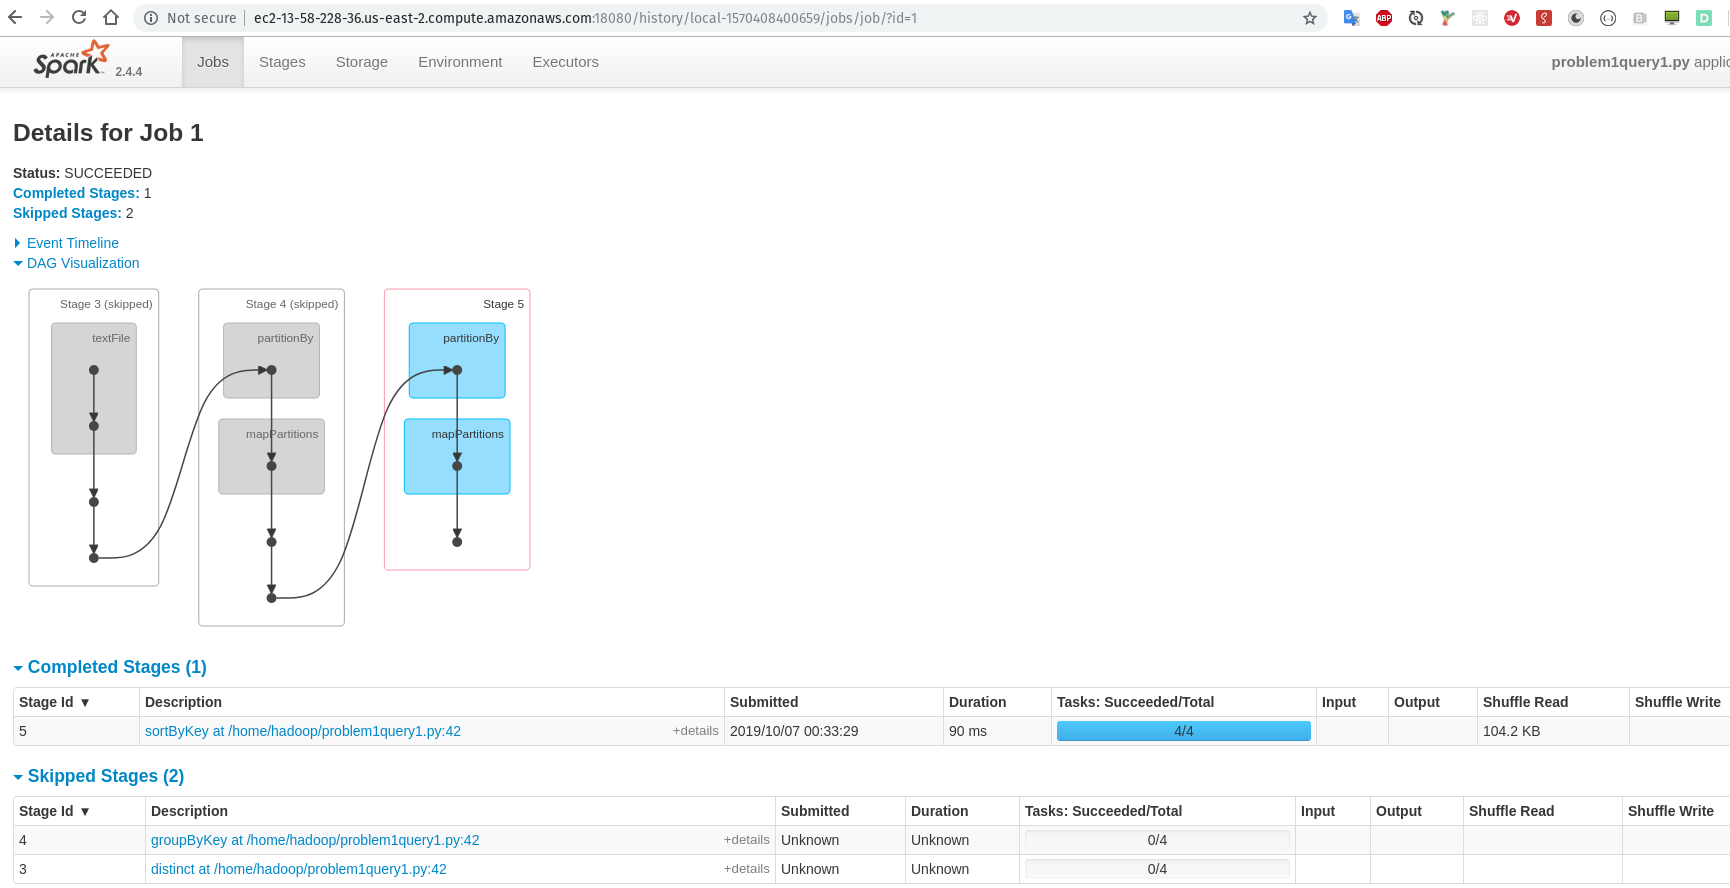 Not secure ec2-13-58-228-36.us-east-2.compute.amazonaws.com:18080/history/local-1570408400659/jobs/job/?id=1
ABP
APACHE
Spark 2.4.4 Jobs Stages Storage Environment Executors problem1query1.py applic
Details for Job 1
Status: SUCCEEDED
Completed Stages: 1
Skipped Stages: 2
Event Timeline
DAG Visualization
Stage 3 (skipped) Stage 4 (skipped) Stage 5
textFile partitionBy partitionBy
mapPartitions mapPartitions
Completed Stages (1)
Stage Id ▼ Description Submitted Duration Tasks: Succeeded/Total Input Output Shuffle Read Shuffle Write
5 sortByKey at /home/hadoop/problem1query1.py:42 +details 2019/10/07 00:33:29 90 ms 4/4 104.2 KB
Skipped Stages (2)
Stage Id ▼ Description Submitted Duration Tasks: Succeeded/Total Input Output Shuffle Read Shuffle Write
4 groupByKey at /home/hadoop/problem1query1.py:42 +details Unknown Unknown 0/4
3 distinct at /home/hadoop/problem1query1.py:42 +details Unknown Unknown 0/4